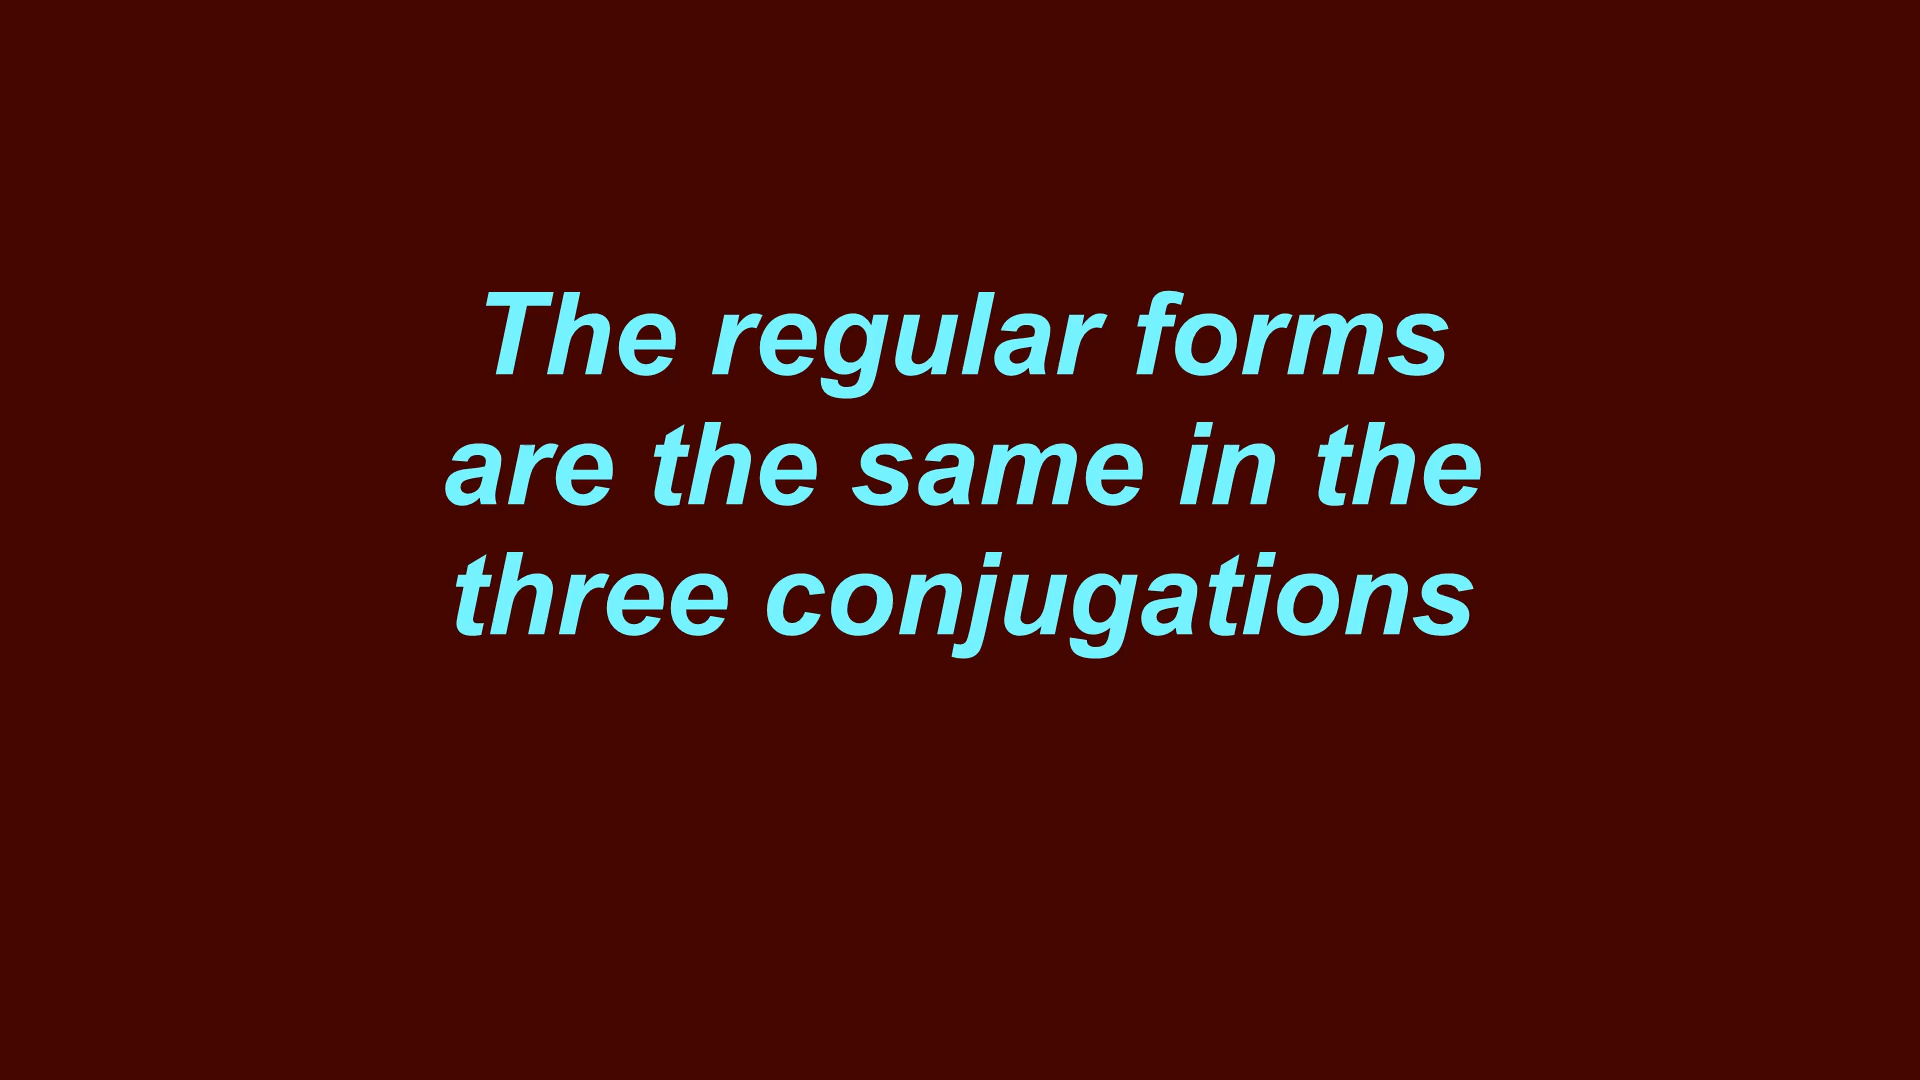 The regular forms
are the same in the
three conjugations